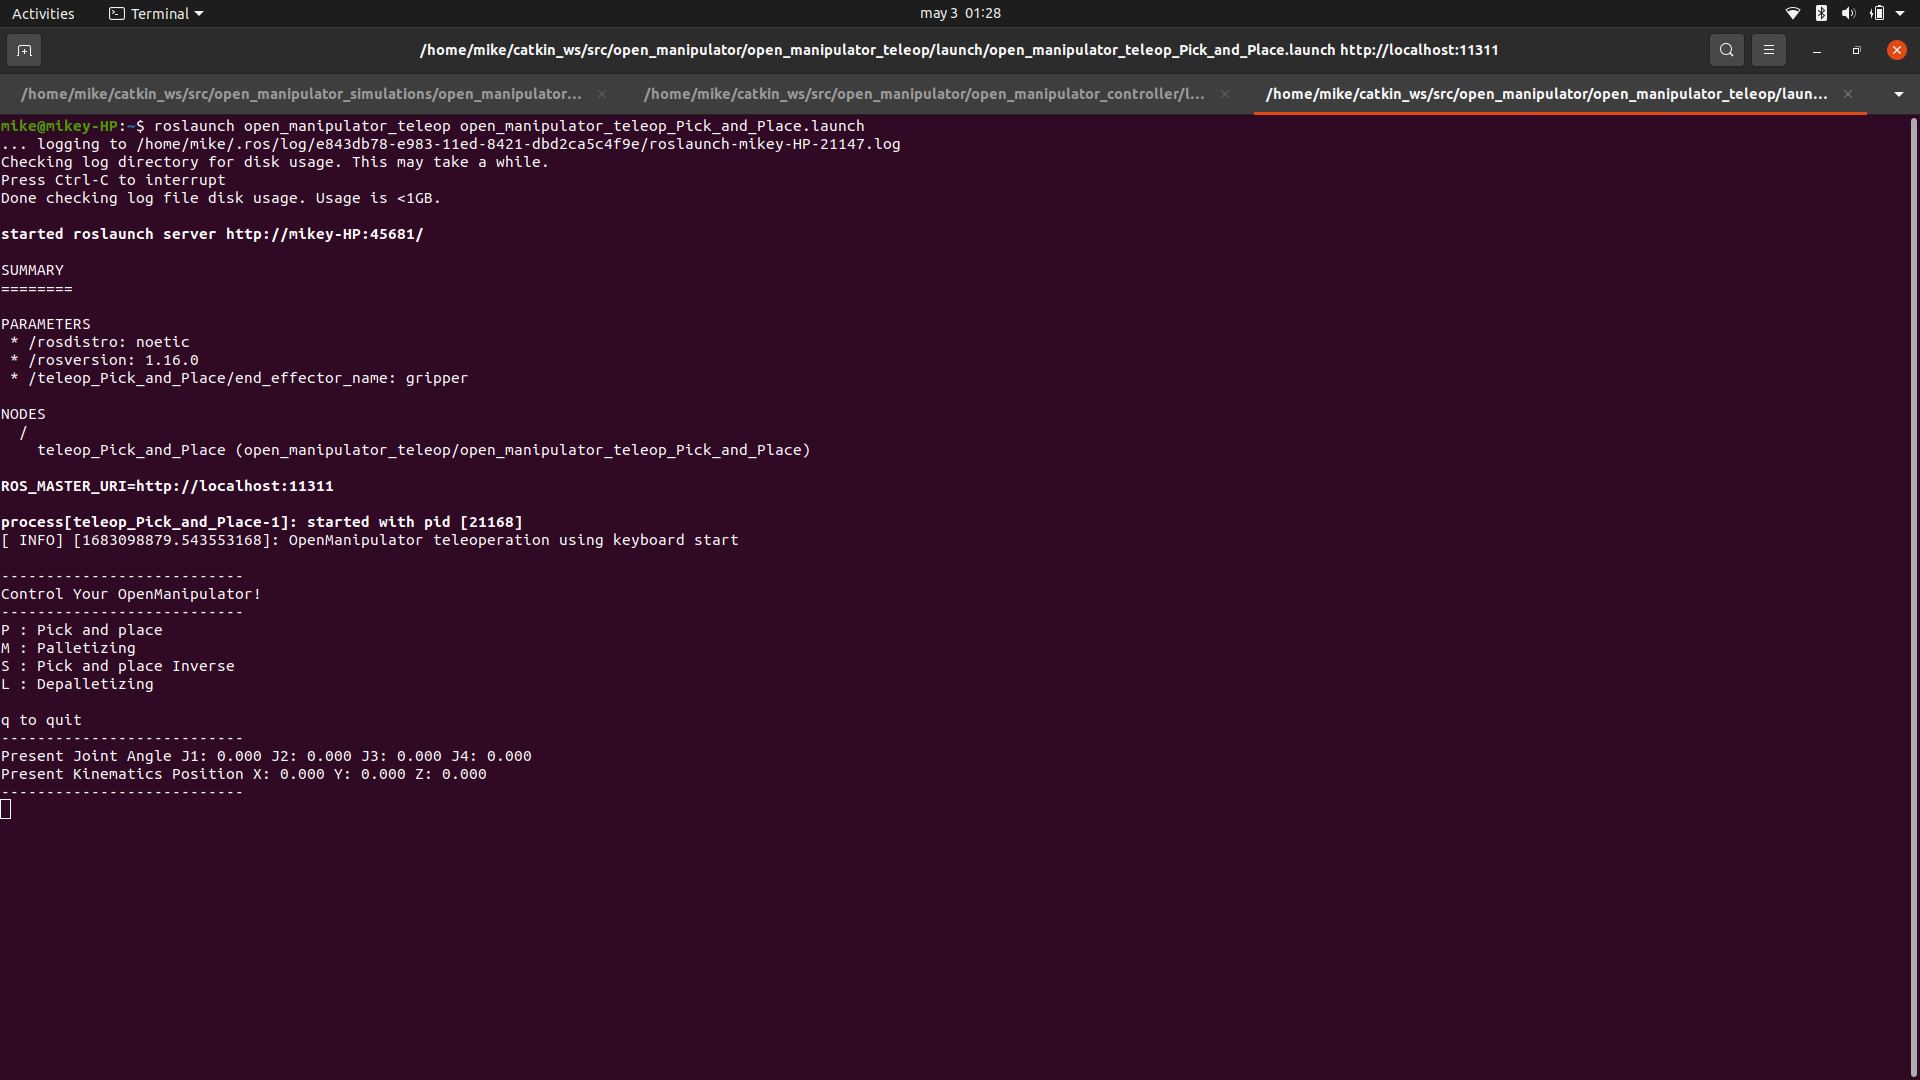 Activities
Terminal
may 3 01:28
/home/mike/catkin_ws/src/open_manipulator/open_manipulator_teleop/launch/open_manipulator_teleop_Pick_and_Place.launch http://localhost:11311
/home/mike/catkin_ws/src/open_manipulator_simulations/open_manipulator...
/home/mike/catkin_ws/src/open_manipulator/open_manipulator_controller/l...
/home/mike/catkin_ws/src/open_manipulator/open_manipulator_teleop/laun...
mike@mikey-HP:~$ roslaunch open_manipulator_teleop open_manipulator_teleop_Pick_and_Place.launch
... logging to /home/mike/.ros/log/e843db78-e983-11ed-8421-dbd2ca5c4f9e/roslaunch-mikey-HP-21147.log
Checking log directory for disk usage. This may take a while.
Press Ctrl-C to interrupt
Done checking log file disk usage. Usage is <1GB.
started roslaunch server http://mikey-HP:45681/
SUMMARY
========
PARAMETERS
* /rosdistro: noetic
* /rosversion: 1.16.0
* /teleop_Pick_and_Place/end_effector_name: gripper
NODES
/
teleop_Pick_and_Place (open_manipulator_teleop/open_manipulator_teleop_Pick_and_Place)
ROS_MASTER_URI=http://localhost:11311
process[teleop_Pick_and_Place-1]: started with pid [21168]
[ INFO] [1683098879.543553168]: OpenManipulator teleoperation using keyboard start
---------------------------
Control Your OpenManipulator!
---------------------------
P : Pick and place
M : Palletizing
S : Pick and place Inverse
L : Depalletizing
q to quit
---------------------------
Present Joint Angle J1: 0.000 J2: 0.000 J3: 0.000 J4: 0.000
Present Kinematics Position X: 0.000 Y: 0.000 Z: 0.000
---------------------------